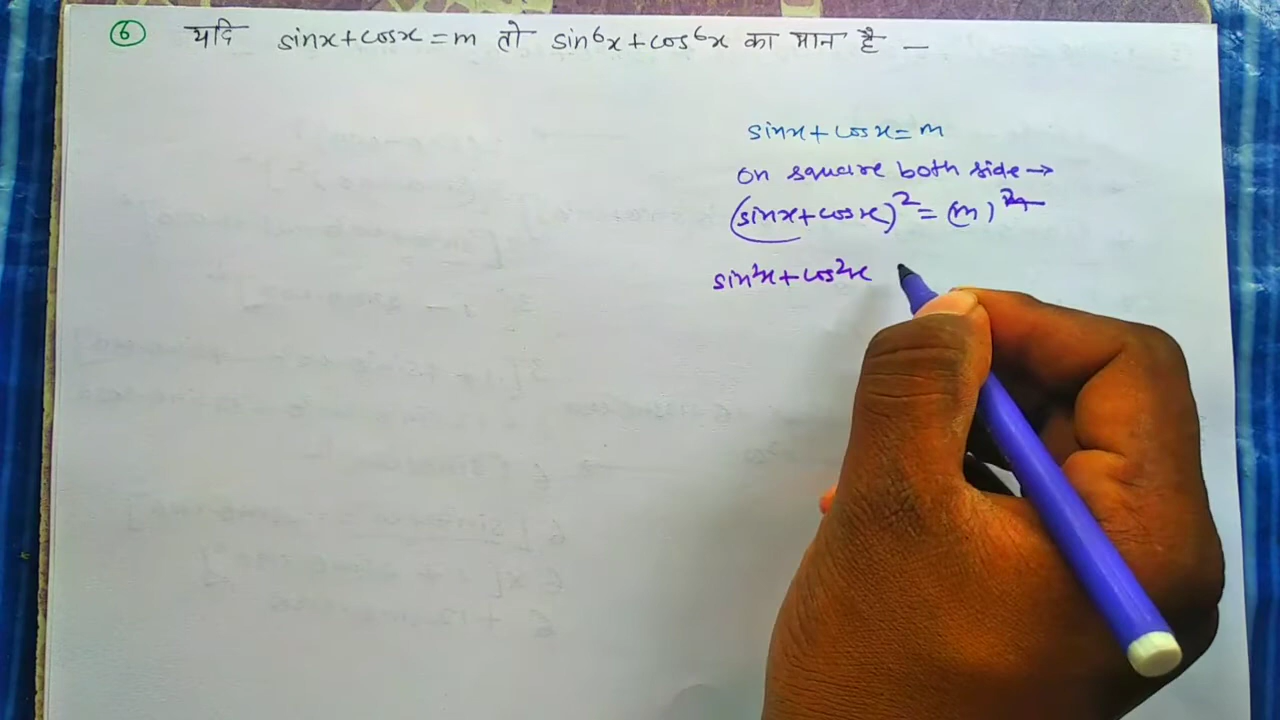 ⑥ यदि sinx+cosx=m तो sin⁶x+cos⁶x का मान है —
sinx+cosx=m
on square both side→
(sinx+cosx)²=(m)²
sin²x+cos²x